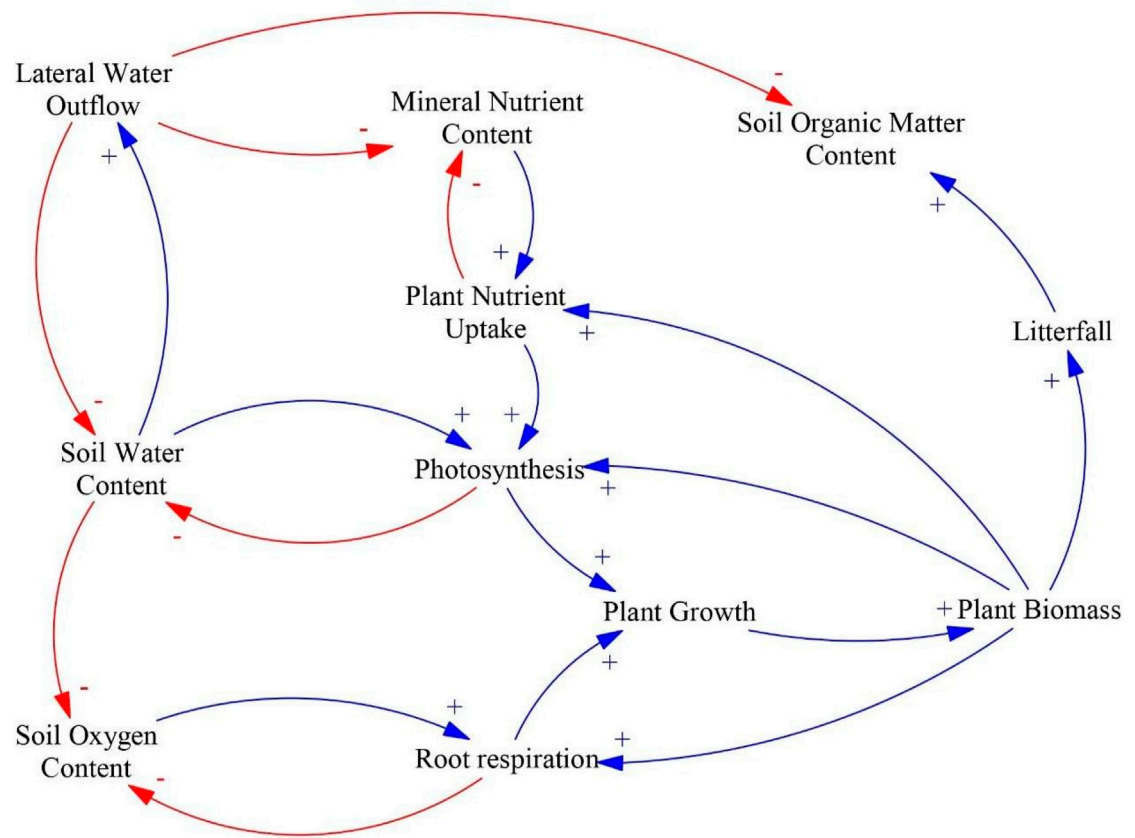 Lateral Water
Outflow
-
-
+
-
Mineral Nutrient
Content
-
+
-
Soil Organic Matter
Content
+
Plant Nutrient
Uptake
+
Litterfall
+
Soil Water
Content
+
+
Photosynthesis
+
-
+
Plant Growth
+
+
Plant Biomass
-
Soil Oxygen
Content
-
+
Root respiration
+